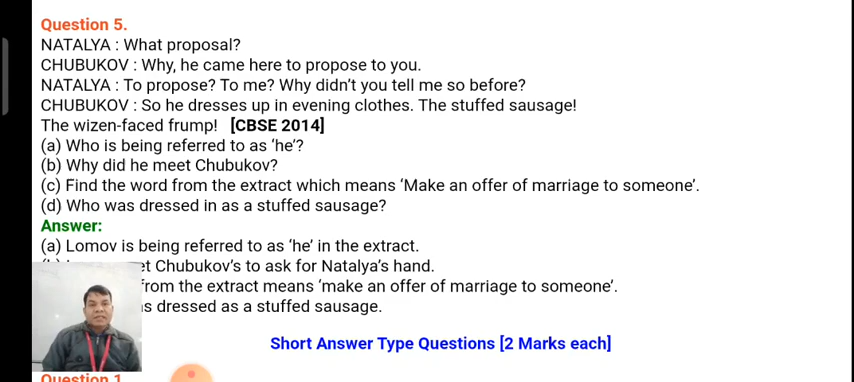 Question 5.
NATALYA : What proposal?
CHUBUKOV : Why, he came here to propose to you.
NATALYA : To propose? To me? Why didn't you tell me so before?
CHUBUKOV : So he dresses up in evening clothes. The stuffed sausage!
The wizen-faced frump! [CBSE 2014]
(a) Who is being referred to as ‘he’?
(b) Why did he meet Chubukov?
(c) Find the word from the extract which means ‘Make an offer of marriage to someone’.
(d) Who was dressed in as a stuffed sausage?
Answer:
(a) Lomov is being referred to as ‘he’ in the extract.
Chubukov’s to ask for Natalya’s hand.
from the extract means ‘make an offer of marriage to someone’.
dressed as a stuffed sausage.
Short Answer Type Questions [2 Marks each]
Question 1